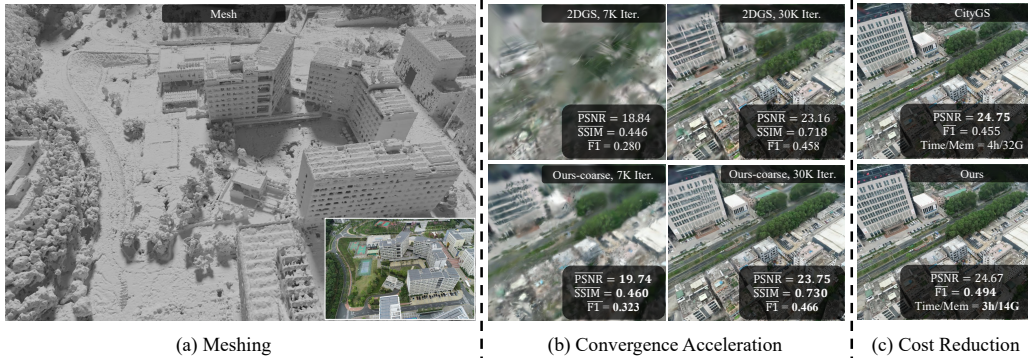 Mesh
(a) Meshing
2DGS, 7K Iter.
PSNR = 18.84
SSIM = 0.446
F1 = 0.280
2DGS, 30K Iter.
PSNR = 23.16
SSIM = 0.718
F1 = 0.458
Ours-coarse, 7K Iter.
PSNR = 19.74
SSIM = 0.460
F1 = 0.323
Ours-coarse, 30K Iter.
PSNR = 23.75
SSIM = 0.730
F1 = 0.466
(b) Convergence Acceleration
CityGS
PSNR = 24.75
F1 = 0.455
Time/Mem = 4h/32G
Ours
PSNR = 24.67
F1 = 0.494
Time/Mem = 3h/14G
(c) Cost Reduction